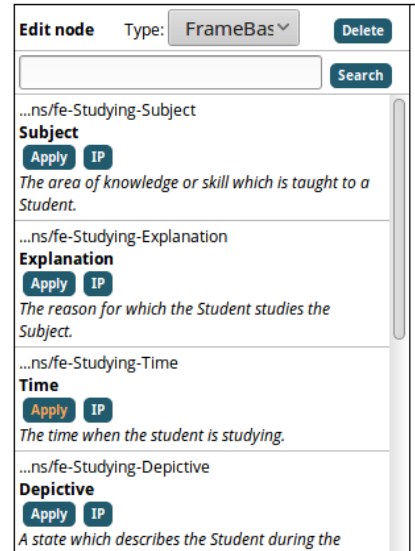 Edit node Type: FrameBas Delete
Search
...ns/fe-Studying-Subject
Subject
Apply IP
The area of knowledge or skill which is taught to a
Student.
...ns/fe-Studying-Explanation
Explanation
Apply IP
The reason for which the Student studies the
Subject.
...ns/fe-Studying-Time
Time
Apply IP
The time when the student is studying.
...ns/fe-Studying-Depictive
Depictive
Apply IP
A state which describes the Student during the